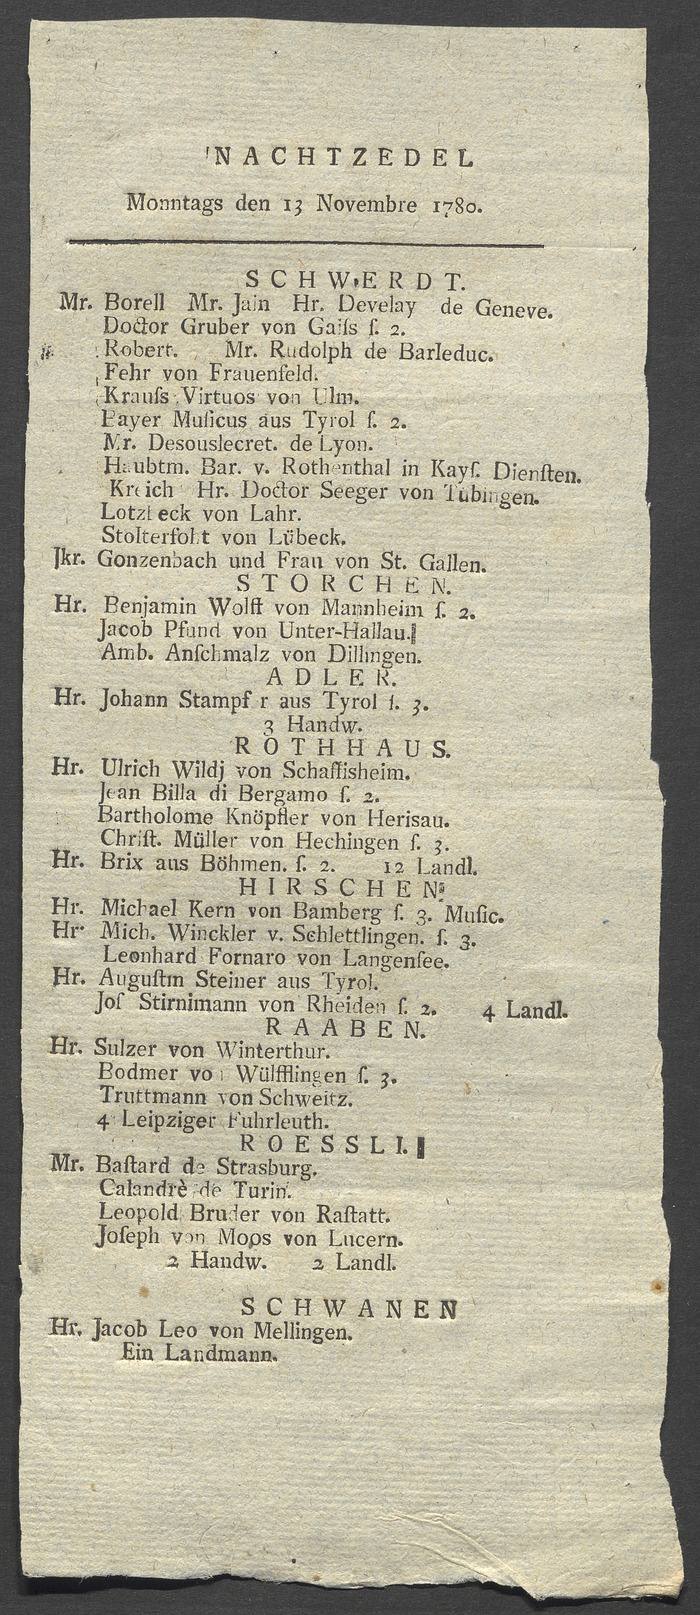 NACHTZEDEL
Monntags den 13 Novembre 1780.
SCHWERDT.
Mr. Borell Mr. Jain Hr. Develay de Geneve.
Doctor Gruber von Gaiſs ſ. 2.
Robert. Mr. Rudolph de Barleduc.
Fehr von Frauenfeld.
Krauſs Virtuos von Ulm.
Bayer Muſicus aus Tyrol ſ. 2.
Mr. Desouslecret. de Lyon.
Haubtm. Bar. v. Rothenthal in Kayſ. Dienſten.
Hr. Doctor Seeger von Tübingen.
Lotzbeck von Lahr.
Stolterfoht von Lübeck.
Jkr. Gonzenbach und Frau von St. Gallen.
STORCHEN.
Hr. Benjamin Wolff von Mannheim ſ. 2.
Jacob Pfund von Unter-Hallau.
Amb. Anſchmalz von Dillingen.
ADLER.
Hr. Johann Stampf r aus Tyrol ſ. 3.
3 Handw.
ROTHHAUS.
Hr. Ulrich Wildj von Schaffisheim.
Jean Billa di Bergamo ſ. 2.
Bartholome Knöpfler von Herisau.
Chriſt. Müller von Hechingen ſ. 3.
Hr. Brix aus Böhmen. ſ. 2. 12 Landl.
HIRSCHEN.
Hr. Michael Kern von Bamberg ſ. 3. Muſic.
Hr. Mich. Winckler v. Schlettlingen. ſ. 3.
Leonhard Fornaro von Langenſee.
Hr. Auguſtin Steiner aus Tyrol.
Joſ Stirnimann von Rheiden ſ. 2. 4 Landl.
RAABEN.
Hr. Sulzer von Winterthur.
Bodmer von Wülfflingen ſ. 3.
Truttmann von Schweitz.
4 Leipziger Fuhrleuth.
ROESSLI.
Mr. Baſtard de Strasburg.
Calandrè de Turin.
Leopold Bruder von Raſtatt.
Joſeph von Moos von Lucern.
2 Handw. 2 Landl.
SCHWANEN
Hr. Jacob Leo von Mellingen.
Ein Landmann.